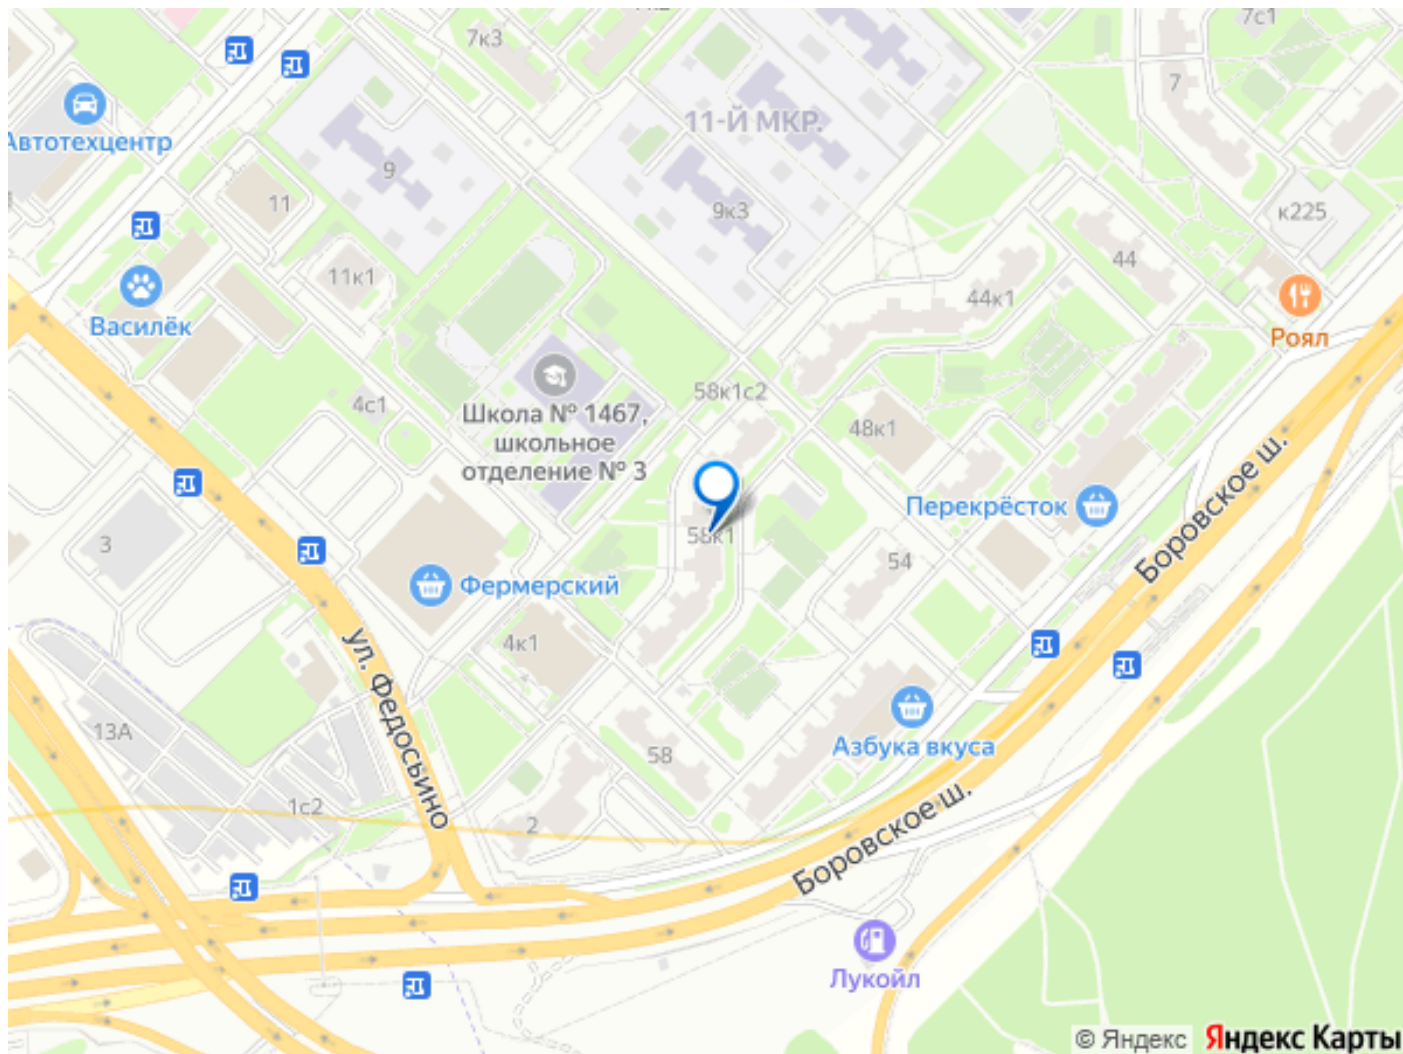 7к3
7с1
Автотехцентр
7
11-Й МКР.
9
11
9к3
к225
11к1
44
Василёк
44к1
Роял
4с1
58к1с2
Школа № 1467,
школьное
отделение № 3
48к1
Перекрёсток
Боровское ш.
3
58к1
54
Фермерский
4к1
ул. Федосьино
13А
58
Азбука вкуса
1с2
2
Боровское ш.
Лукойл
© Яндекс Яндекс Карты